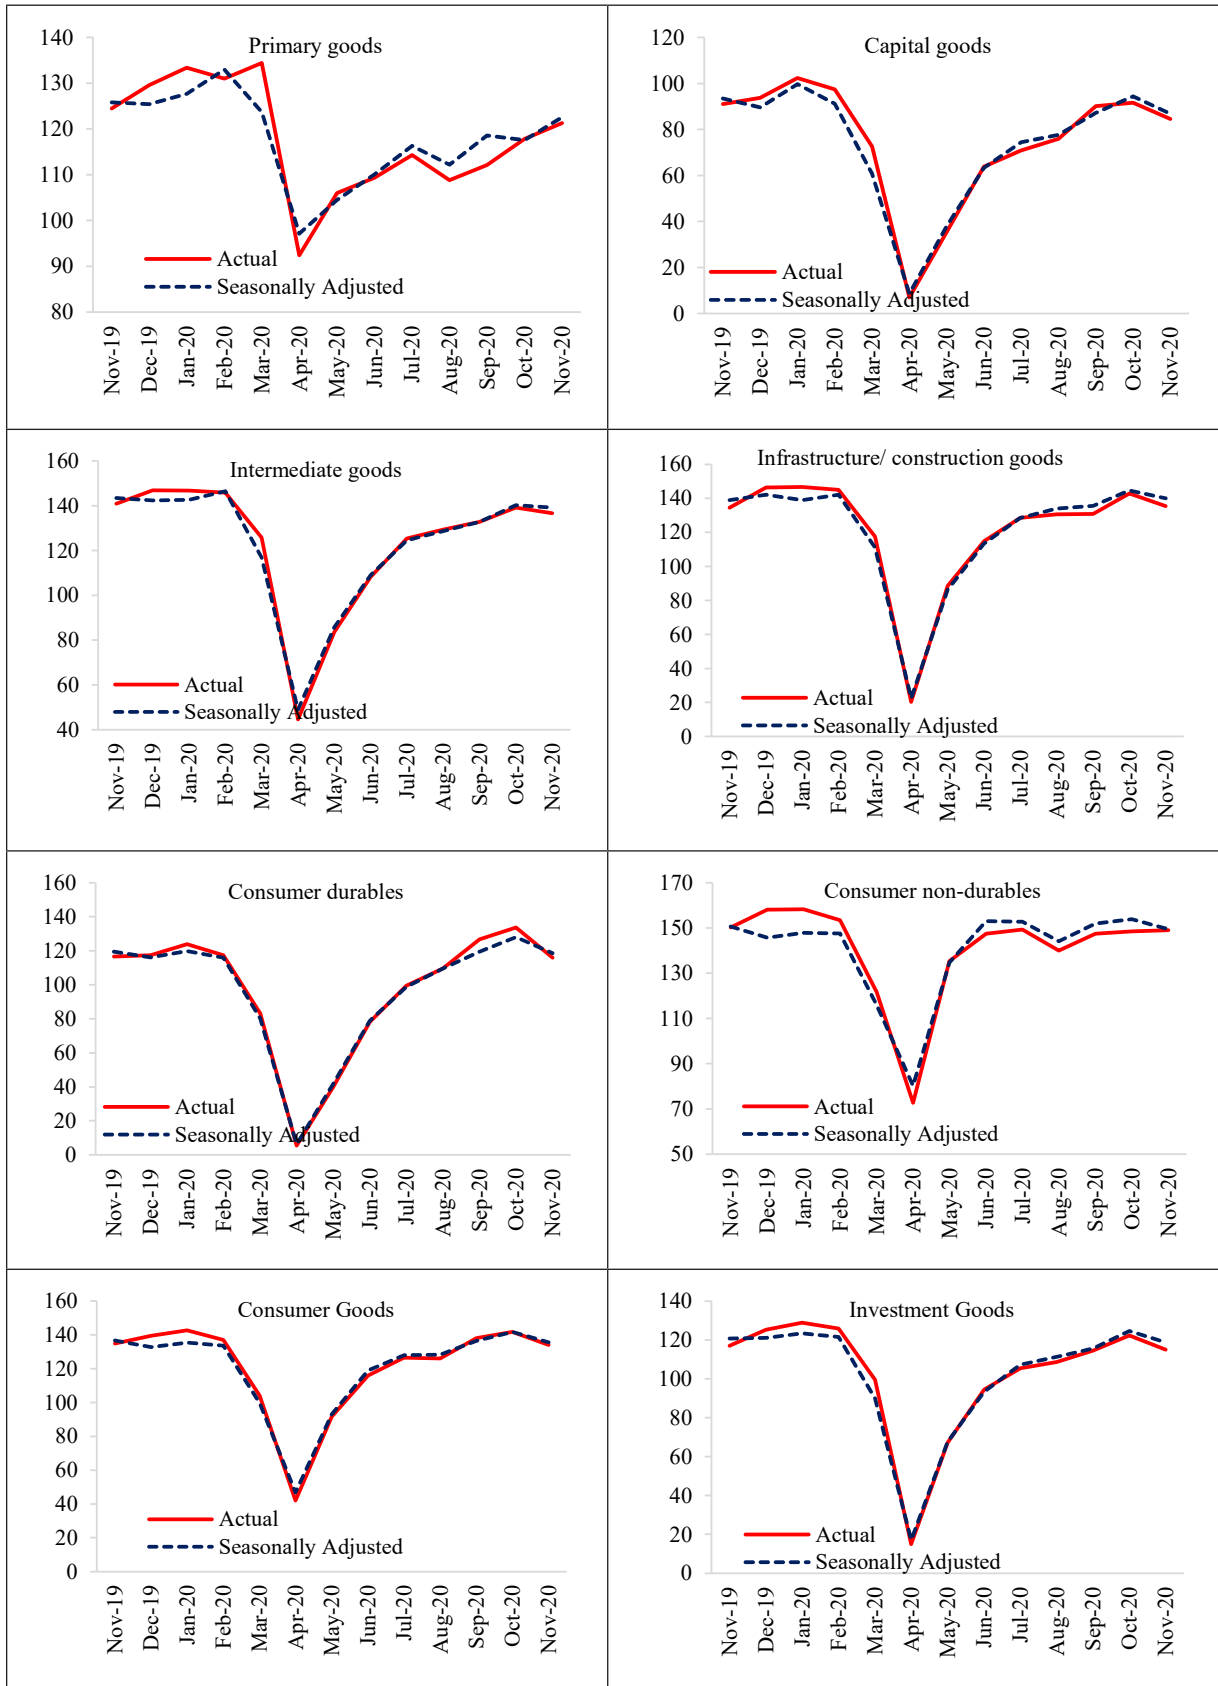 Primary goods
140
130
120
110
100
90
80
Actual
Seasonally Adjusted
Nov-19
Dec-19
Jan-20
Feb-20
Mar-20
Apr-20
May-20
Jun-20
Jul-20
Aug-20
Sep-20
Oct-20
Nov-20
Capital goods
120
100
80
60
40
20
0
Actual
Seasonally Adjusted
Nov-19
Dec-19
Jan-20
Feb-20
Mar-20
Apr-20
May-20
Jun-20
Jul-20
Aug-20
Sep-20
Oct-20
Nov-20
Intermediate goods
160
140
120
100
80
60
40
Actual
Seasonally Adjusted
Nov-19
Dec-19
Jan-20
Feb-20
Mar-20
Apr-20
May-20
Jun-20
Jul-20
Aug-20
Sep-20
Oct-20
Nov-20
Infrastructure/ construction goods
160
140
120
100
80
60
40
20
0
Actual
Seasonally Adjusted
Nov-19
Dec-19
Jan-20
Feb-20
Mar-20
Apr-20
May-20
Jun-20
Jul-20
Aug-20
Sep-20
Oct-20
Nov-20
Consumer durables
160
140
120
100
80
60
40
20
0
Actual
Seasonally Adjusted
Nov-19
Dec-19
Jan-20
Feb-20
Mar-20
Apr-20
May-20
Jun-20
Jul-20
Aug-20
Sep-20
Oct-20
Nov-20
Consumer non-durables
170
150
130
110
90
70
50
Actual
Seasonally Adjusted
Nov-19
Dec-19
Jan-20
Feb-20
Mar-20
Apr-20
May-20
Jun-20
Jul-20
Aug-20
Sep-20
Oct-20
Nov-20
Consumer Goods
160
140
120
100
80
60
40
20
0
Actual
Seasonally Adjusted
Nov-19
Dec-19
Jan-20
Feb-20
Mar-20
Apr-20
May-20
Jun-20
Jul-20
Aug-20
Sep-20
Oct-20
Nov-20
Investment Goods
140
120
100
80
60
40
20
0
Actual
Seasonally Adjusted
Nov-19
Dec-19
Jan-20
Feb-20
Mar-20
Apr-20
May-20
Jun-20
Jul-20
Aug-20
Sep-20
Oct-20
Nov-20